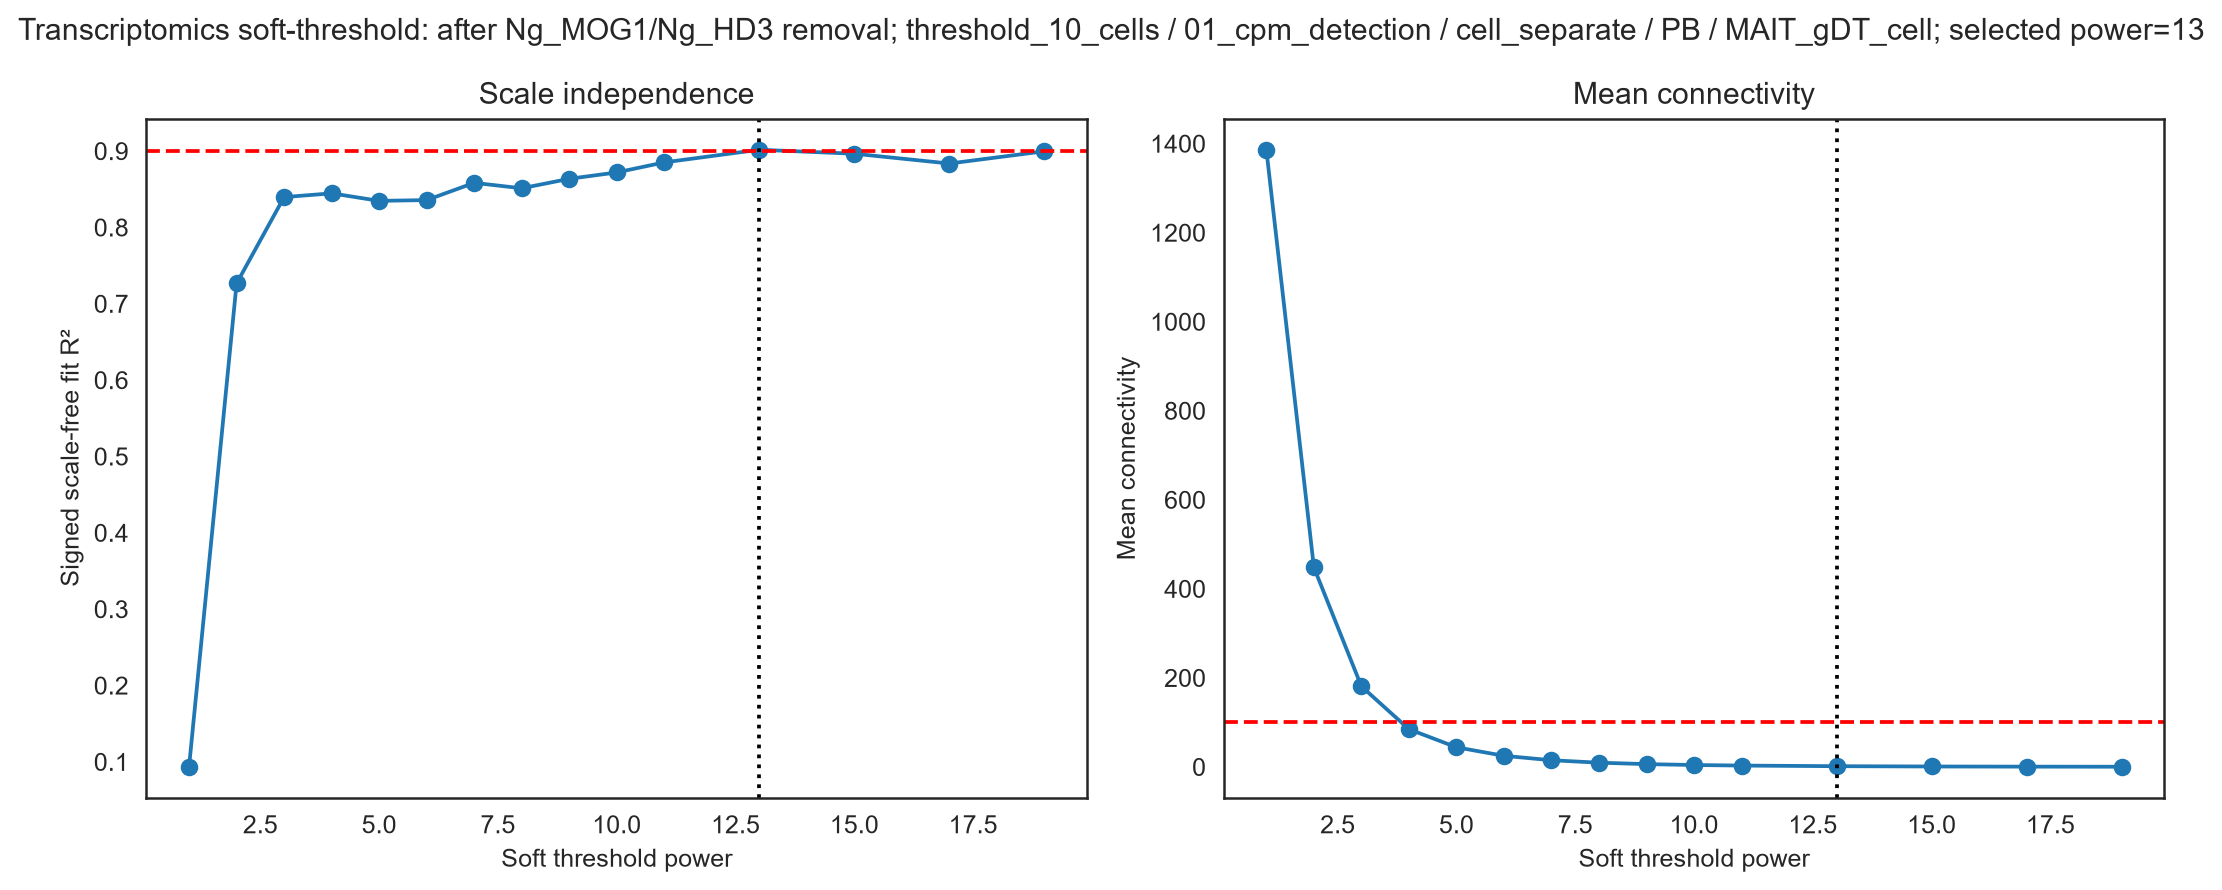 Transcriptomics soft-threshold: after Ng_MOG1/Ng_HD3 removal; threshold_10_cells / 01_cpm_detection / cell_separate / PB / MAIT_gDT_cell; selected power=13
Scale independence
Signed scale-free fit R²
0.9
0.8
0.7
0.6
0.5
0.4
0.3
0.2
0.1
2.5 5.0 7.5 10.0 12.5 15.0 17.5
Soft threshold power
Mean connectivity
Mean connectivity
1400
1200
1000
800
600
400
200
0
2.5 5.0 7.5 10.0 12.5 15.0 17.5
Soft threshold power